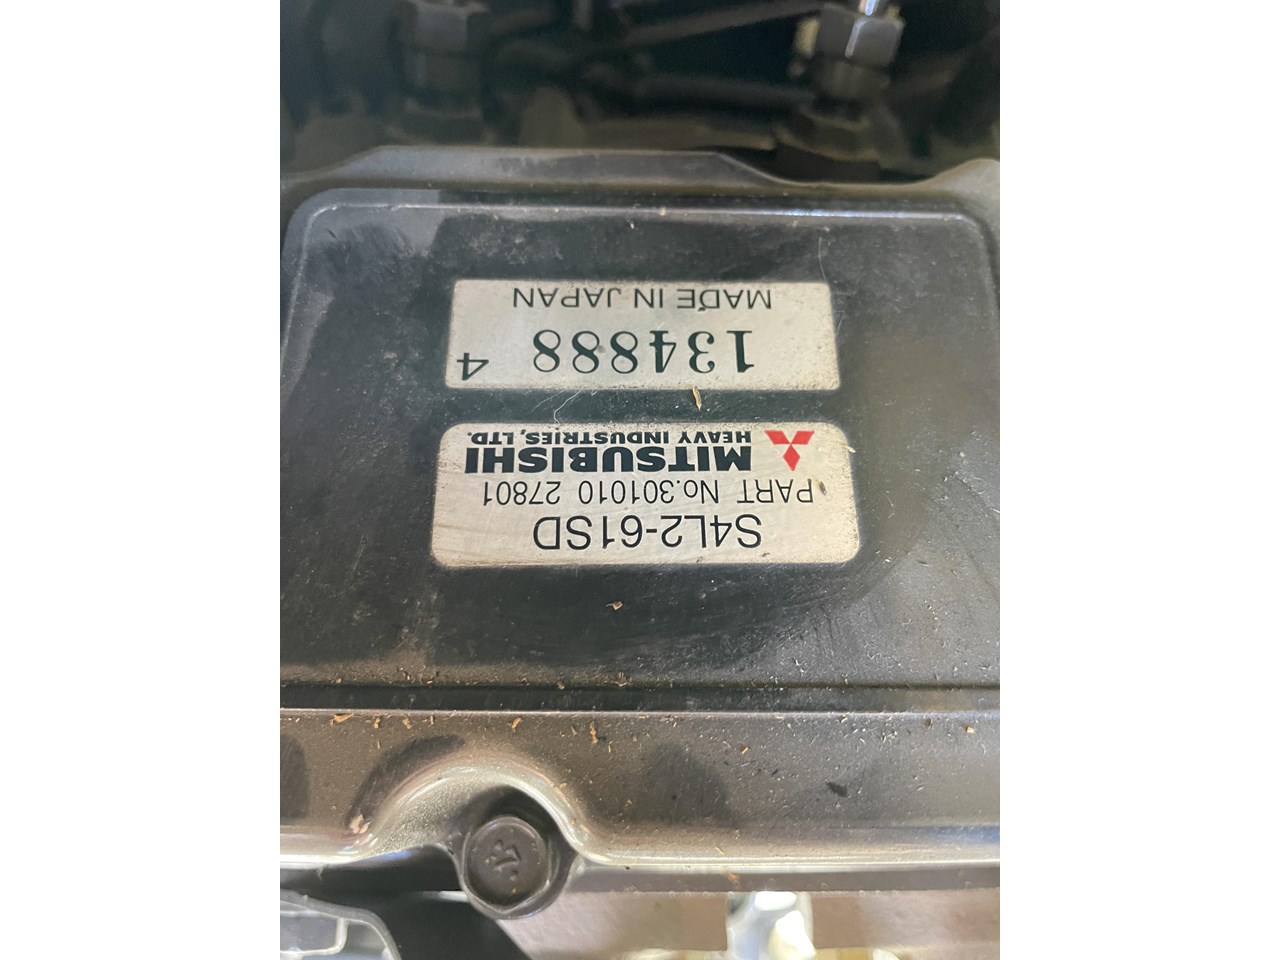 S4L2-61SD
PART No.301010 27801
MITSUBISHI
HEAVY INDUSTRIES, LTD.
134888 4
MADE IN JAPAN